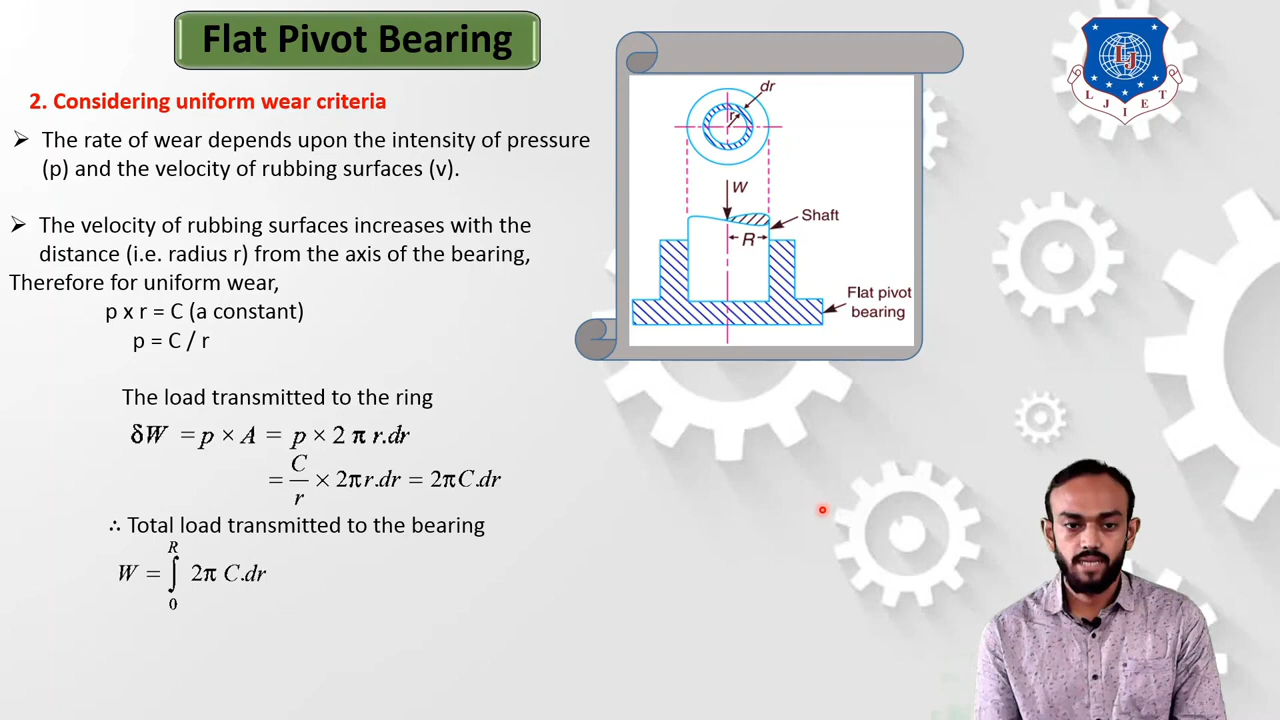 Flat Pivot Bearing
2. Considering uniform wear criteria
➢ The rate of wear depends upon the intensity of pressure
(p) and the velocity of rubbing surfaces (v).
➢ The velocity of rubbing surfaces increases with the
distance (i.e. radius r) from the axis of the bearing,
Therefore for uniform wear,
p x r = C (a constant)
p = C / r
The load transmitted to the ring
δW = p × A = p × 2 π r.dr
= C/r × 2πr.dr = 2πC.dr
∴ Total load transmitted to the bearing
W = ∫₀ᴿ 2π C.dr
dr
r
W
Shaft
R
Flat pivot
bearing
LJ
L J I E T